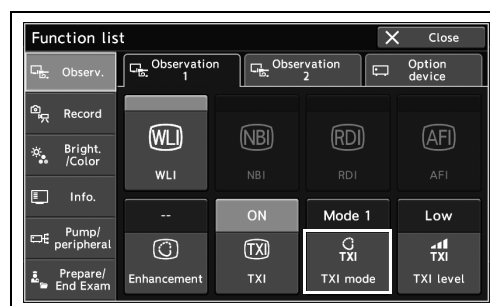 Function list
Close
Observ.
Observation
1
Observation
2
Option
device
Record
WLI
NBI
RDI
AFI
WLI
NBI
RDI
AFI
Bright.
/Color
Info.
--
ON
Mode 1
Low
Pump/
peripheral
TXI
TXI
TXI
Enhancement
TXI
TXI mode
TXI level
Prepare/
End Exam